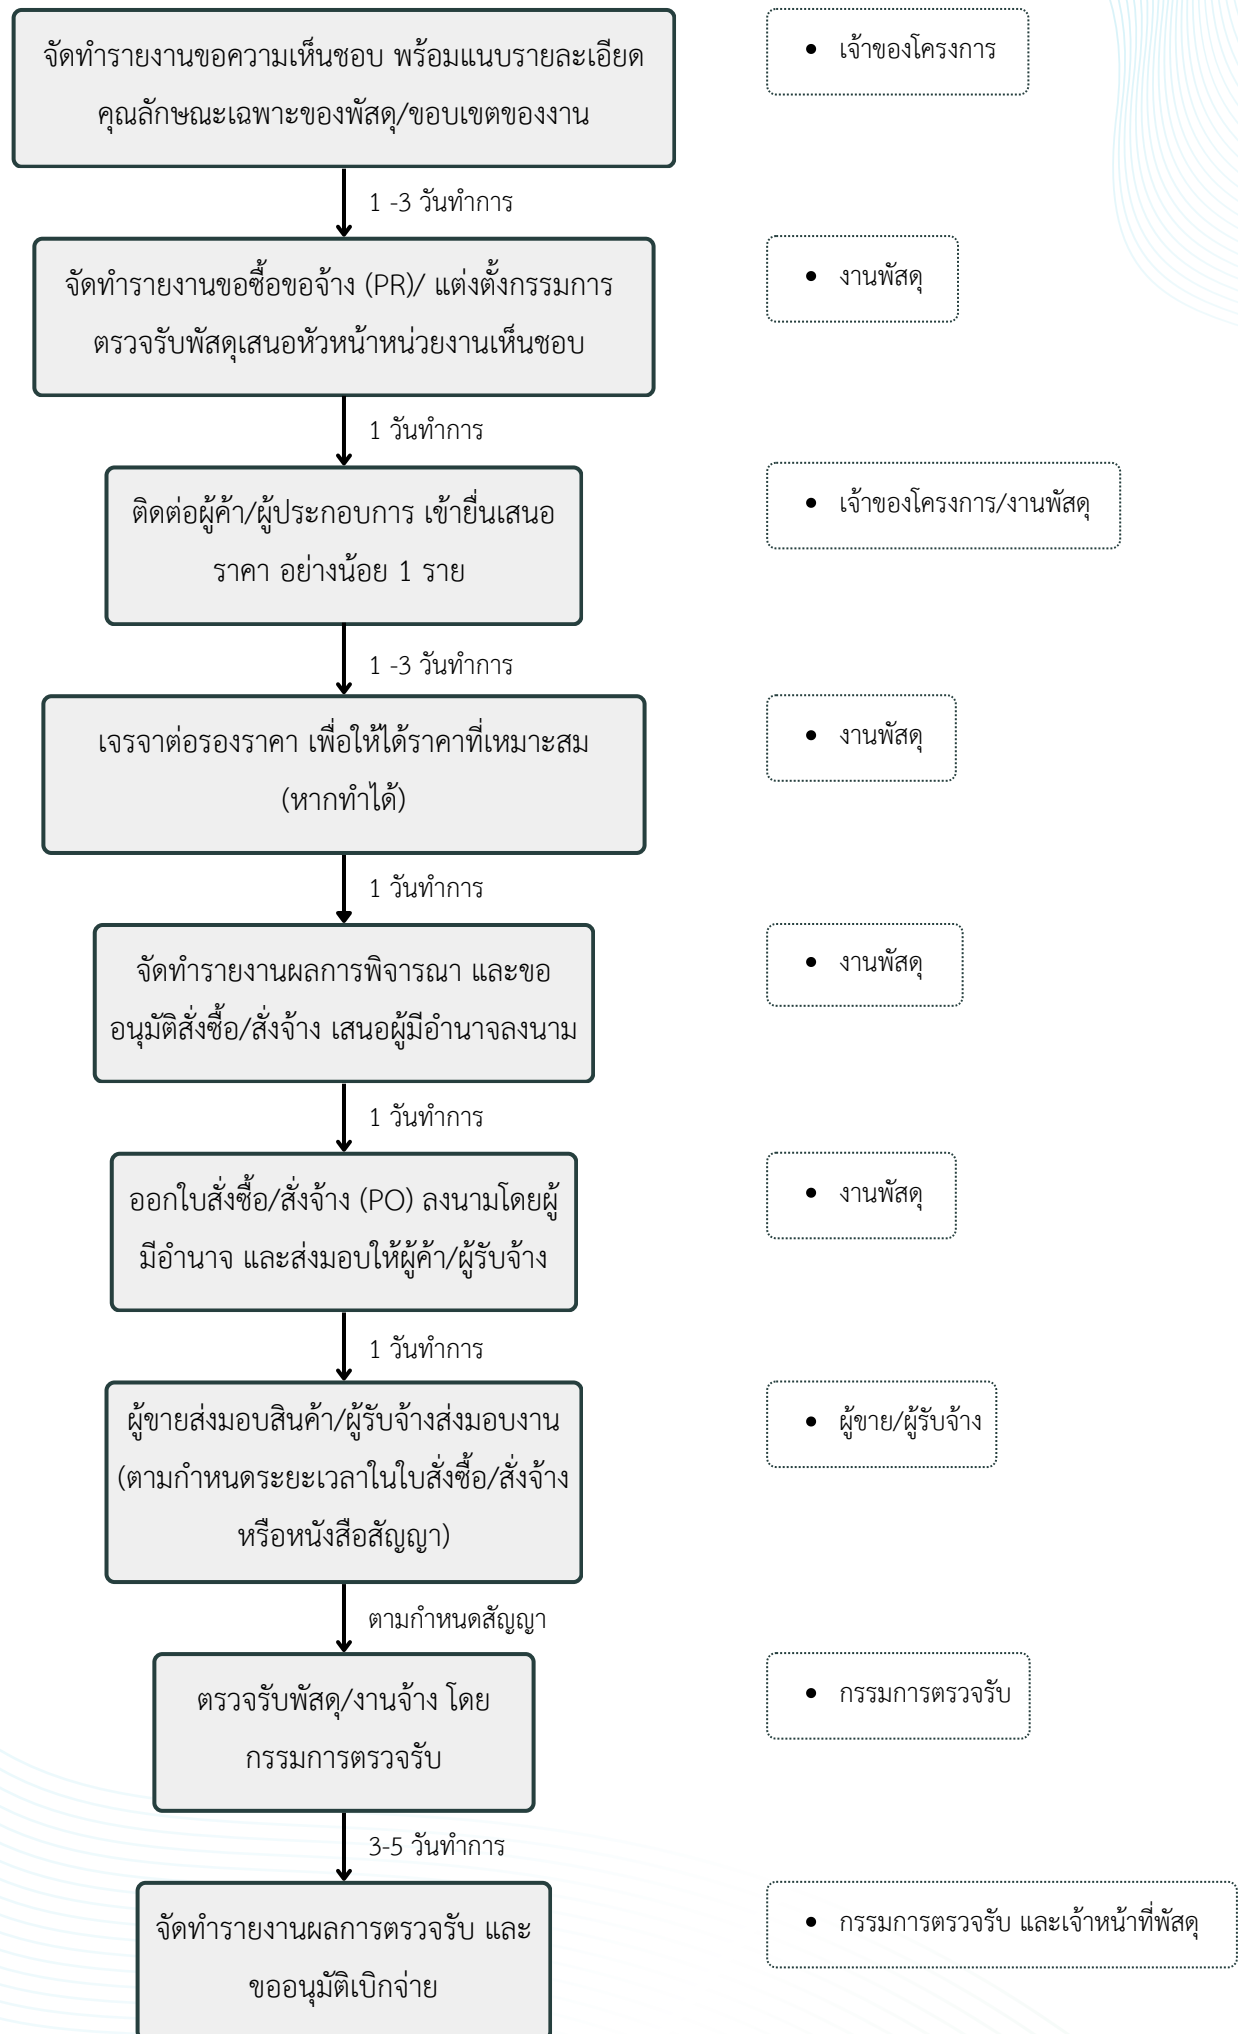 จัดทำรายงานขอความเห็นชอบ พร้อมแนบรายละเอียด
คุณลักษณะเฉพาะของพัสดุ/ขอบเขตของงาน
• เจ้าของโครงการ
1 -3 วันทำการ
จัดทำรายงานขอซื้อขอจ้าง (PR)/ แต่งตั้งกรรมการ
ตรวจรับพัสดุเสนอหัวหน้าหน่วยงานเห็นชอบ
• งานพัสดุ
1 วันทำการ
ติดต่อผู้ค้า/ผู้ประกอบการ เข้ายื่นเสนอ
ราคา อย่างน้อย 1 ราย
• เจ้าของโครงการ/งานพัสดุ
1 -3 วันทำการ
เจรจาต่อรองราคา เพื่อให้ได้ราคาที่เหมาะสม
(หากทำได้)
• งานพัสดุ
1 วันทำการ
จัดทำรายงานผลการพิจารณา และขอ
อนุมัติสั่งซื้อ/สั่งจ้าง เสนอผู้มีอำนาจลงนาม
• งานพัสดุ
1 วันทำการ
ออกใบสั่งซื้อ/สั่งจ้าง (PO) ลงนามโดยผู้
มีอำนาจ และส่งมอบให้ผู้ค้า/ผู้รับจ้าง
• งานพัสดุ
1 วันทำการ
ผู้ขายส่งมอบสินค้า/ผู้รับจ้างส่งมอบงาน
(ตามกำหนดระยะเวลาในใบสั่งซื้อ/สั่งจ้าง
หรือหนังสือสัญญา)
• ผู้ขาย/ผู้รับจ้าง
ตามกำหนดสัญญา
ตรวจรับพัสดุ/งานจ้าง โดย
กรรมการตรวจรับ
• กรรมการตรวจรับ
3-5 วันทำการ
จัดทำรายงานผลการตรวจรับ และ
ขออนุมัติเบิกจ่าย
• กรรมการตรวจรับ และเจ้าหน้าที่พัสดุ